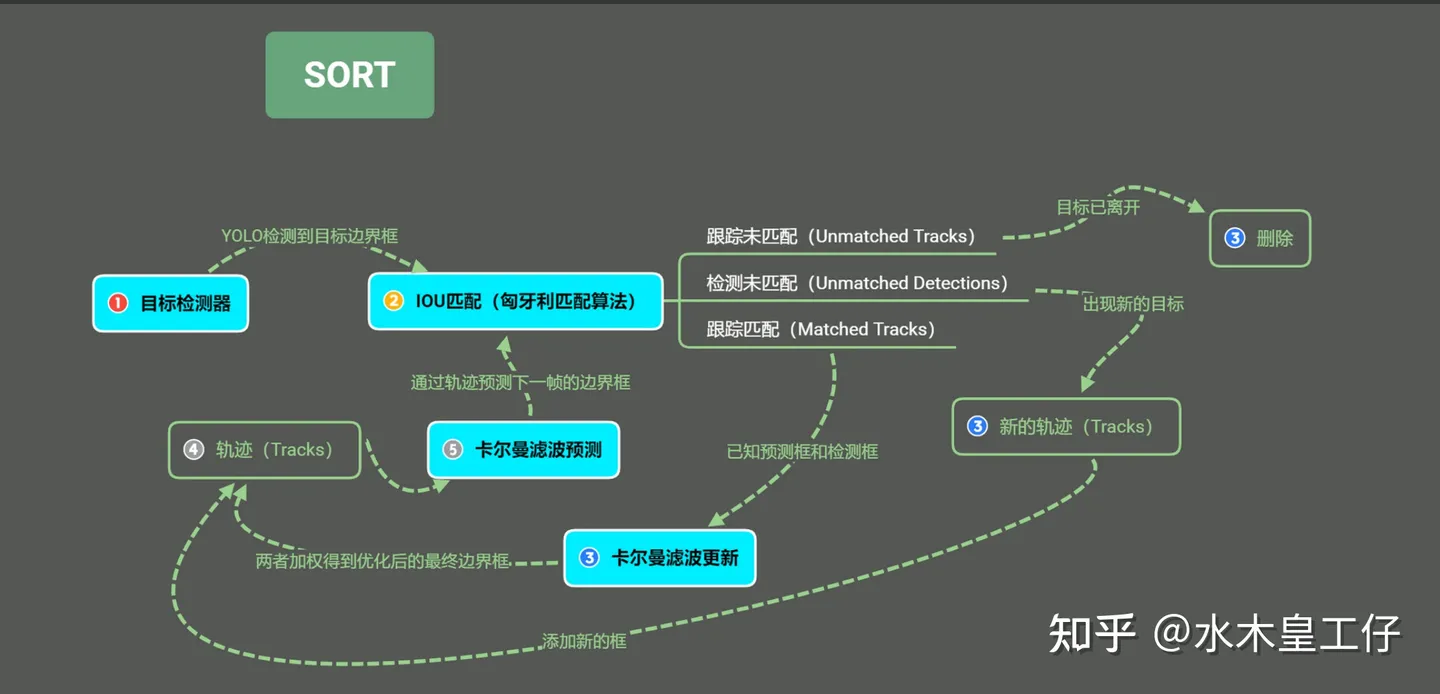 SORT
YOLO检测到目标边界框
① 目标检测器
② IOU匹配（匈牙利匹配算法）
跟踪未匹配（Unmatched Tracks）
检测未匹配（Unmatched Detections）
跟踪匹配（Matched Tracks）
目标已离开
③ 删除
出现新的目标
③ 新的轨迹（Tracks）
通过轨迹预测下一帧的边界框
④ 轨迹（Tracks）
⑤ 卡尔曼滤波预测
已知预测框和检测框
③ 卡尔曼滤波更新
两者加权得到优化后的最终边界框
添加新的框
知乎 @水木皇工仔